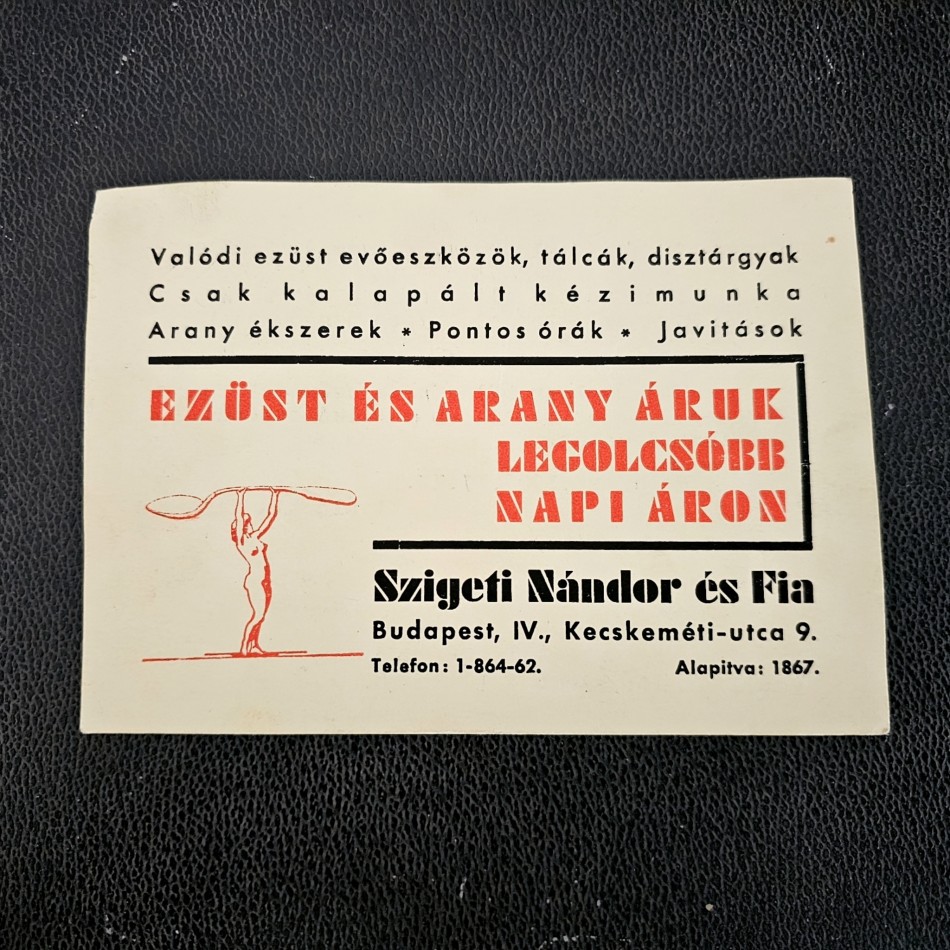 Valódi ezüst evőeszközök, tálcák, disztárgyak
Csak kalapált kézimunka
Arany ékszerek * Pontos órák * Javitások
EZÜST ÉS ARANY ÁRUK
LEGOLCSÓBB
NAPI ÁRON
Szigeti Nándor és Fia
Budapest, IV., Kecskeméti-utca 9.
Telefon: 1-864-62. Alapitva: 1867.